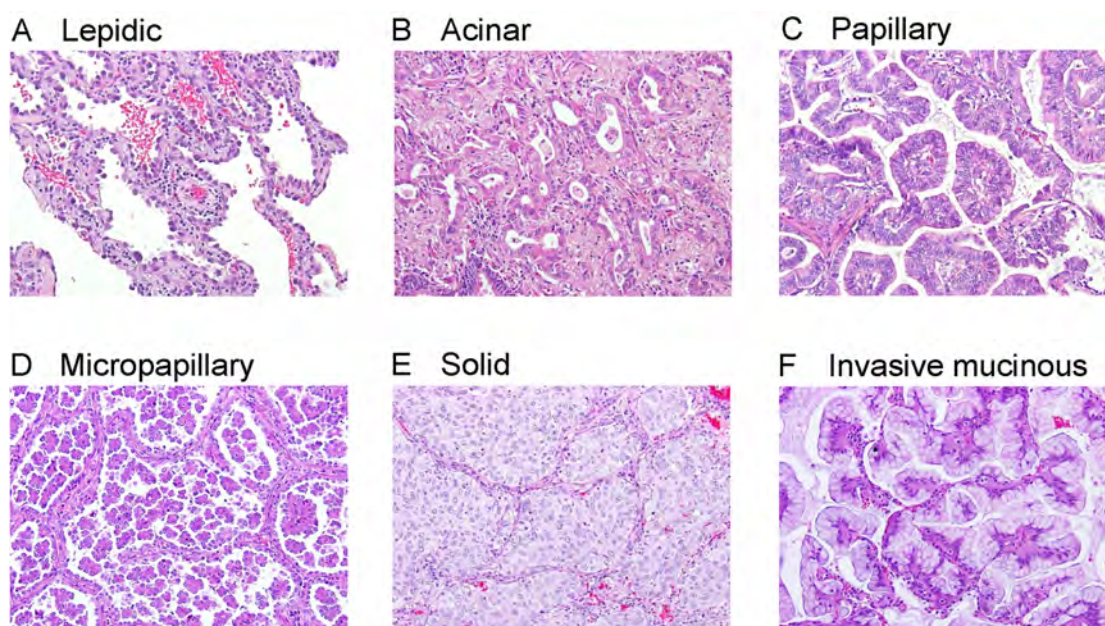 A Lepidic
B Acinar
C Papillary
D Micropapillary
E Solid
F Invasive mucinous